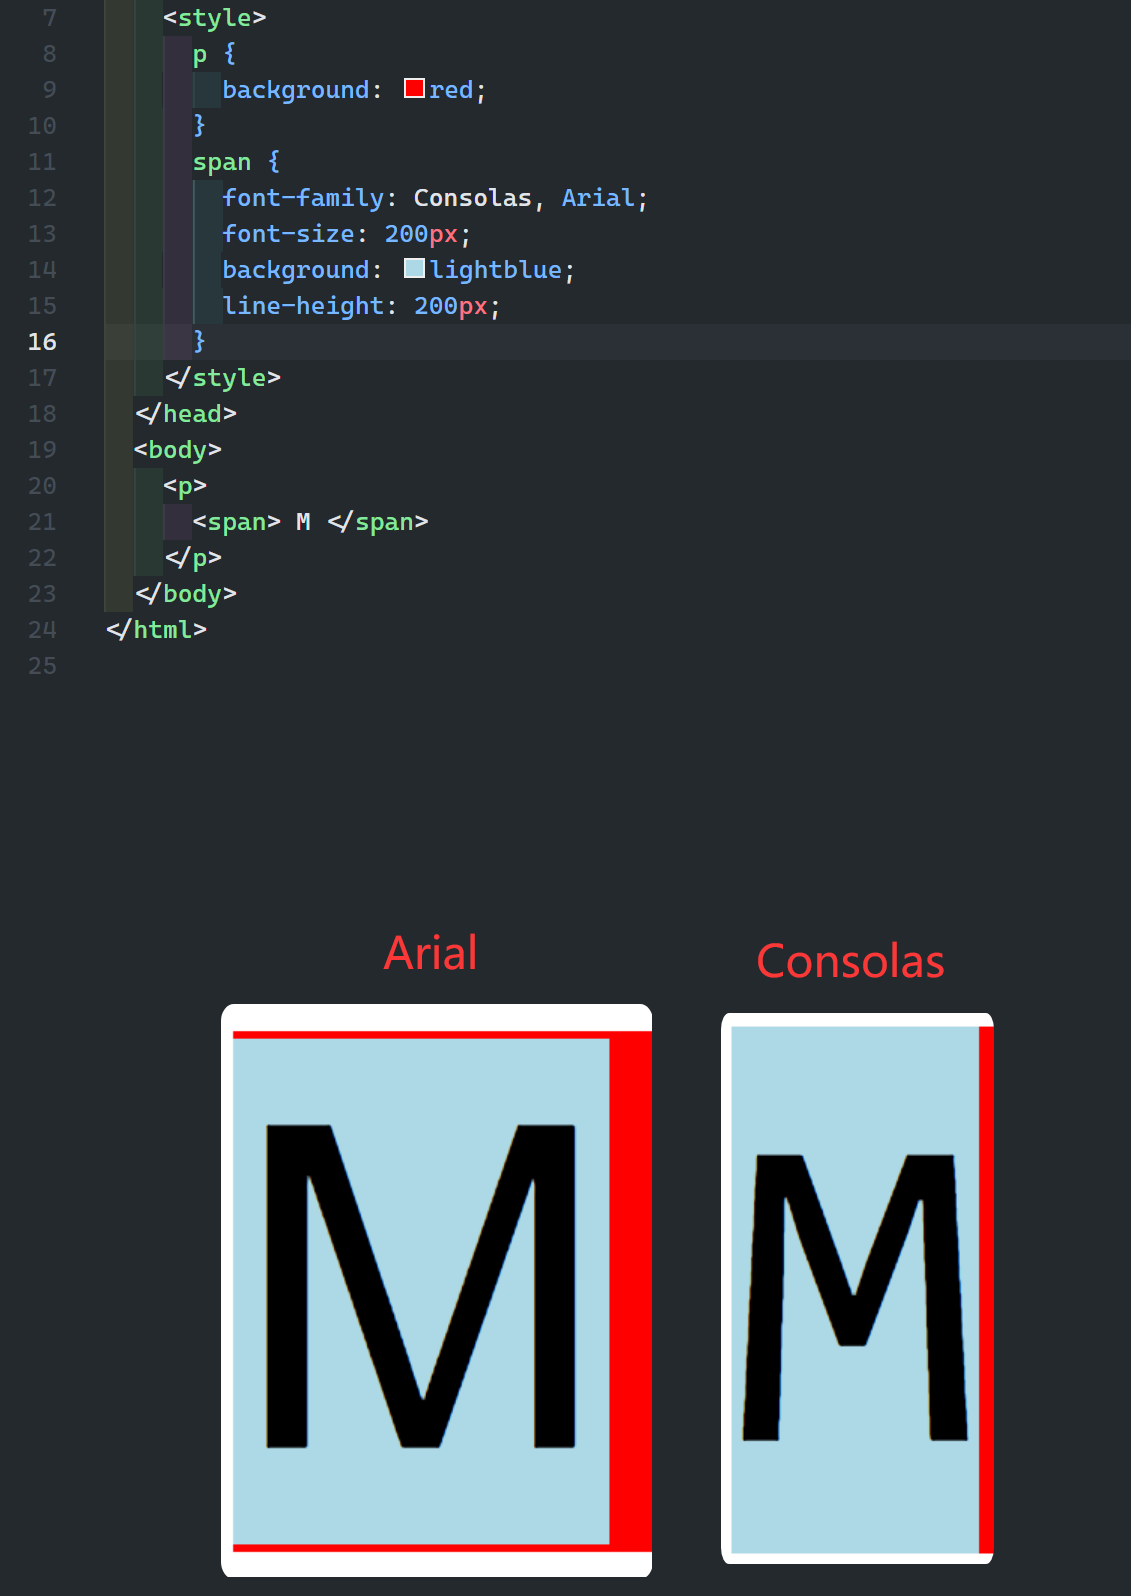 7 <style>
8 p {
9 background: red;
10 }
11 span {
12 font-family: Consolas, Arial;
13 font-size: 200px;
14 background: lightblue;
15 line-height: 200px;
16 }
17 </style>
18 </head>
19 <body>
20 <p>
21 <span> M </span>
22 </p>
23 </body>
24 </html>
25
Arial
Consolas
M
M